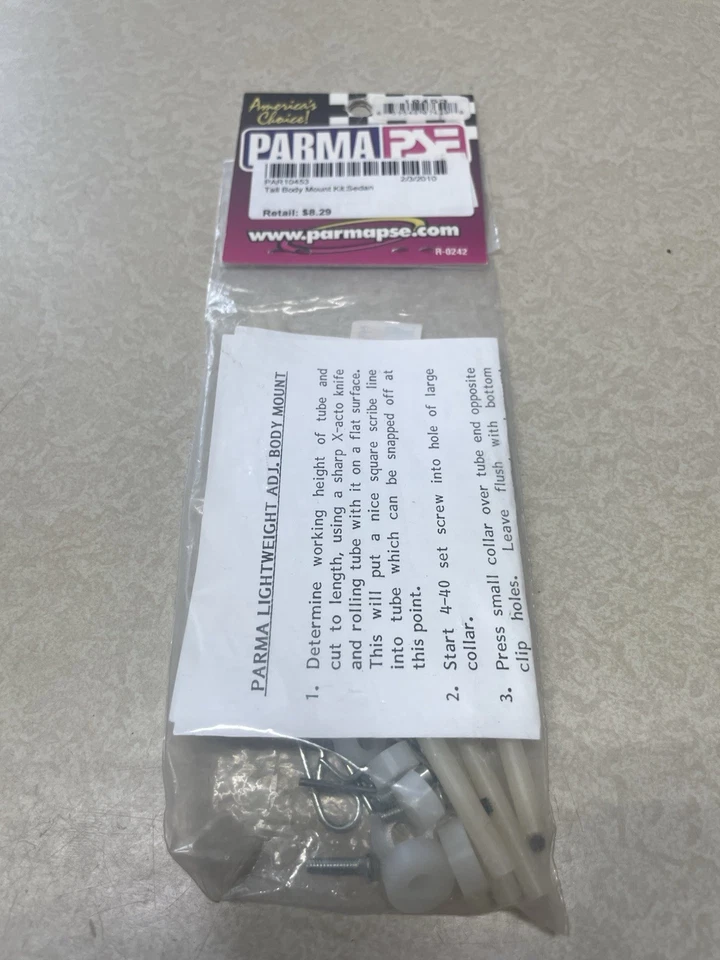 America's
Choice!
PARMA PSE
PAR10453 2/3/2010
Tall Body Mount Kit:Sedan
Retail: $8.29
www.parmapse.com
R-0242
PARMA LIGHTWEIGHT ADJ. BODY MOUNT
1. Determine working height of tube and
cut to length, using a sharp X-acto knife
and rolling tube with it on a flat surface.
This will put a nice square scribe line
into tube which can be snapped off at
this point.
2. Start 4-40 set screw into hole of large
collar.
3. Press small collar over tube end opposite
clip holes. Leave flush with bottom